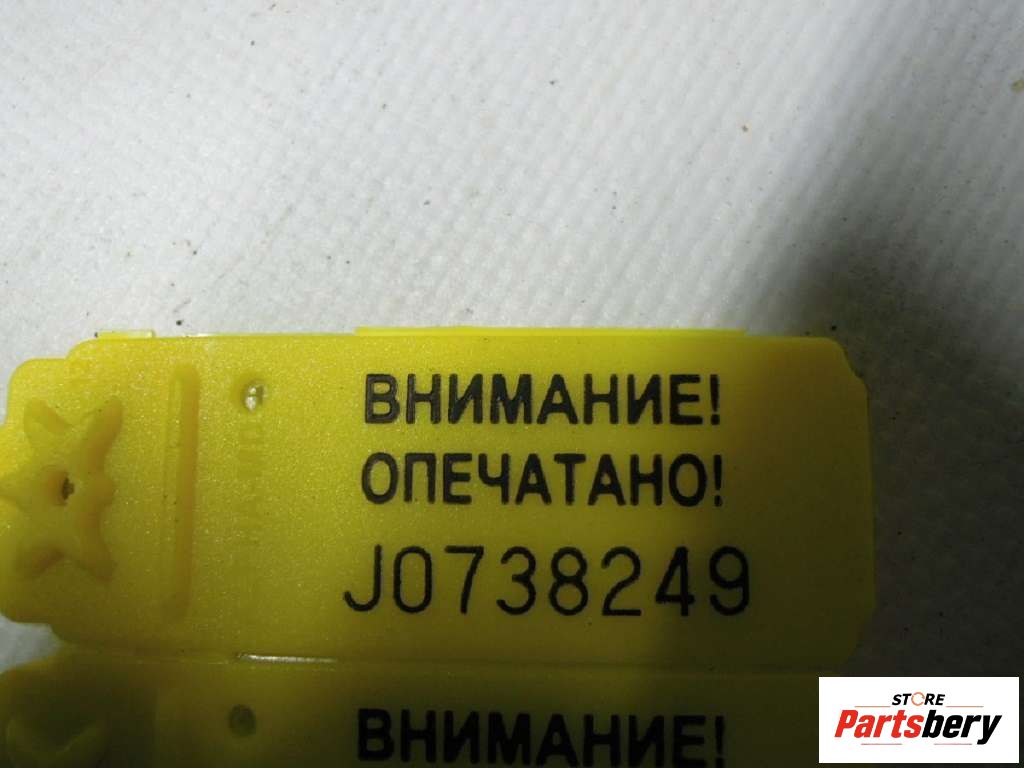 ВНИМАНИЕ!
ОПЕЧАТАНО!
J0738249
ВНИМАНИЕ!
STORE
Partsbery